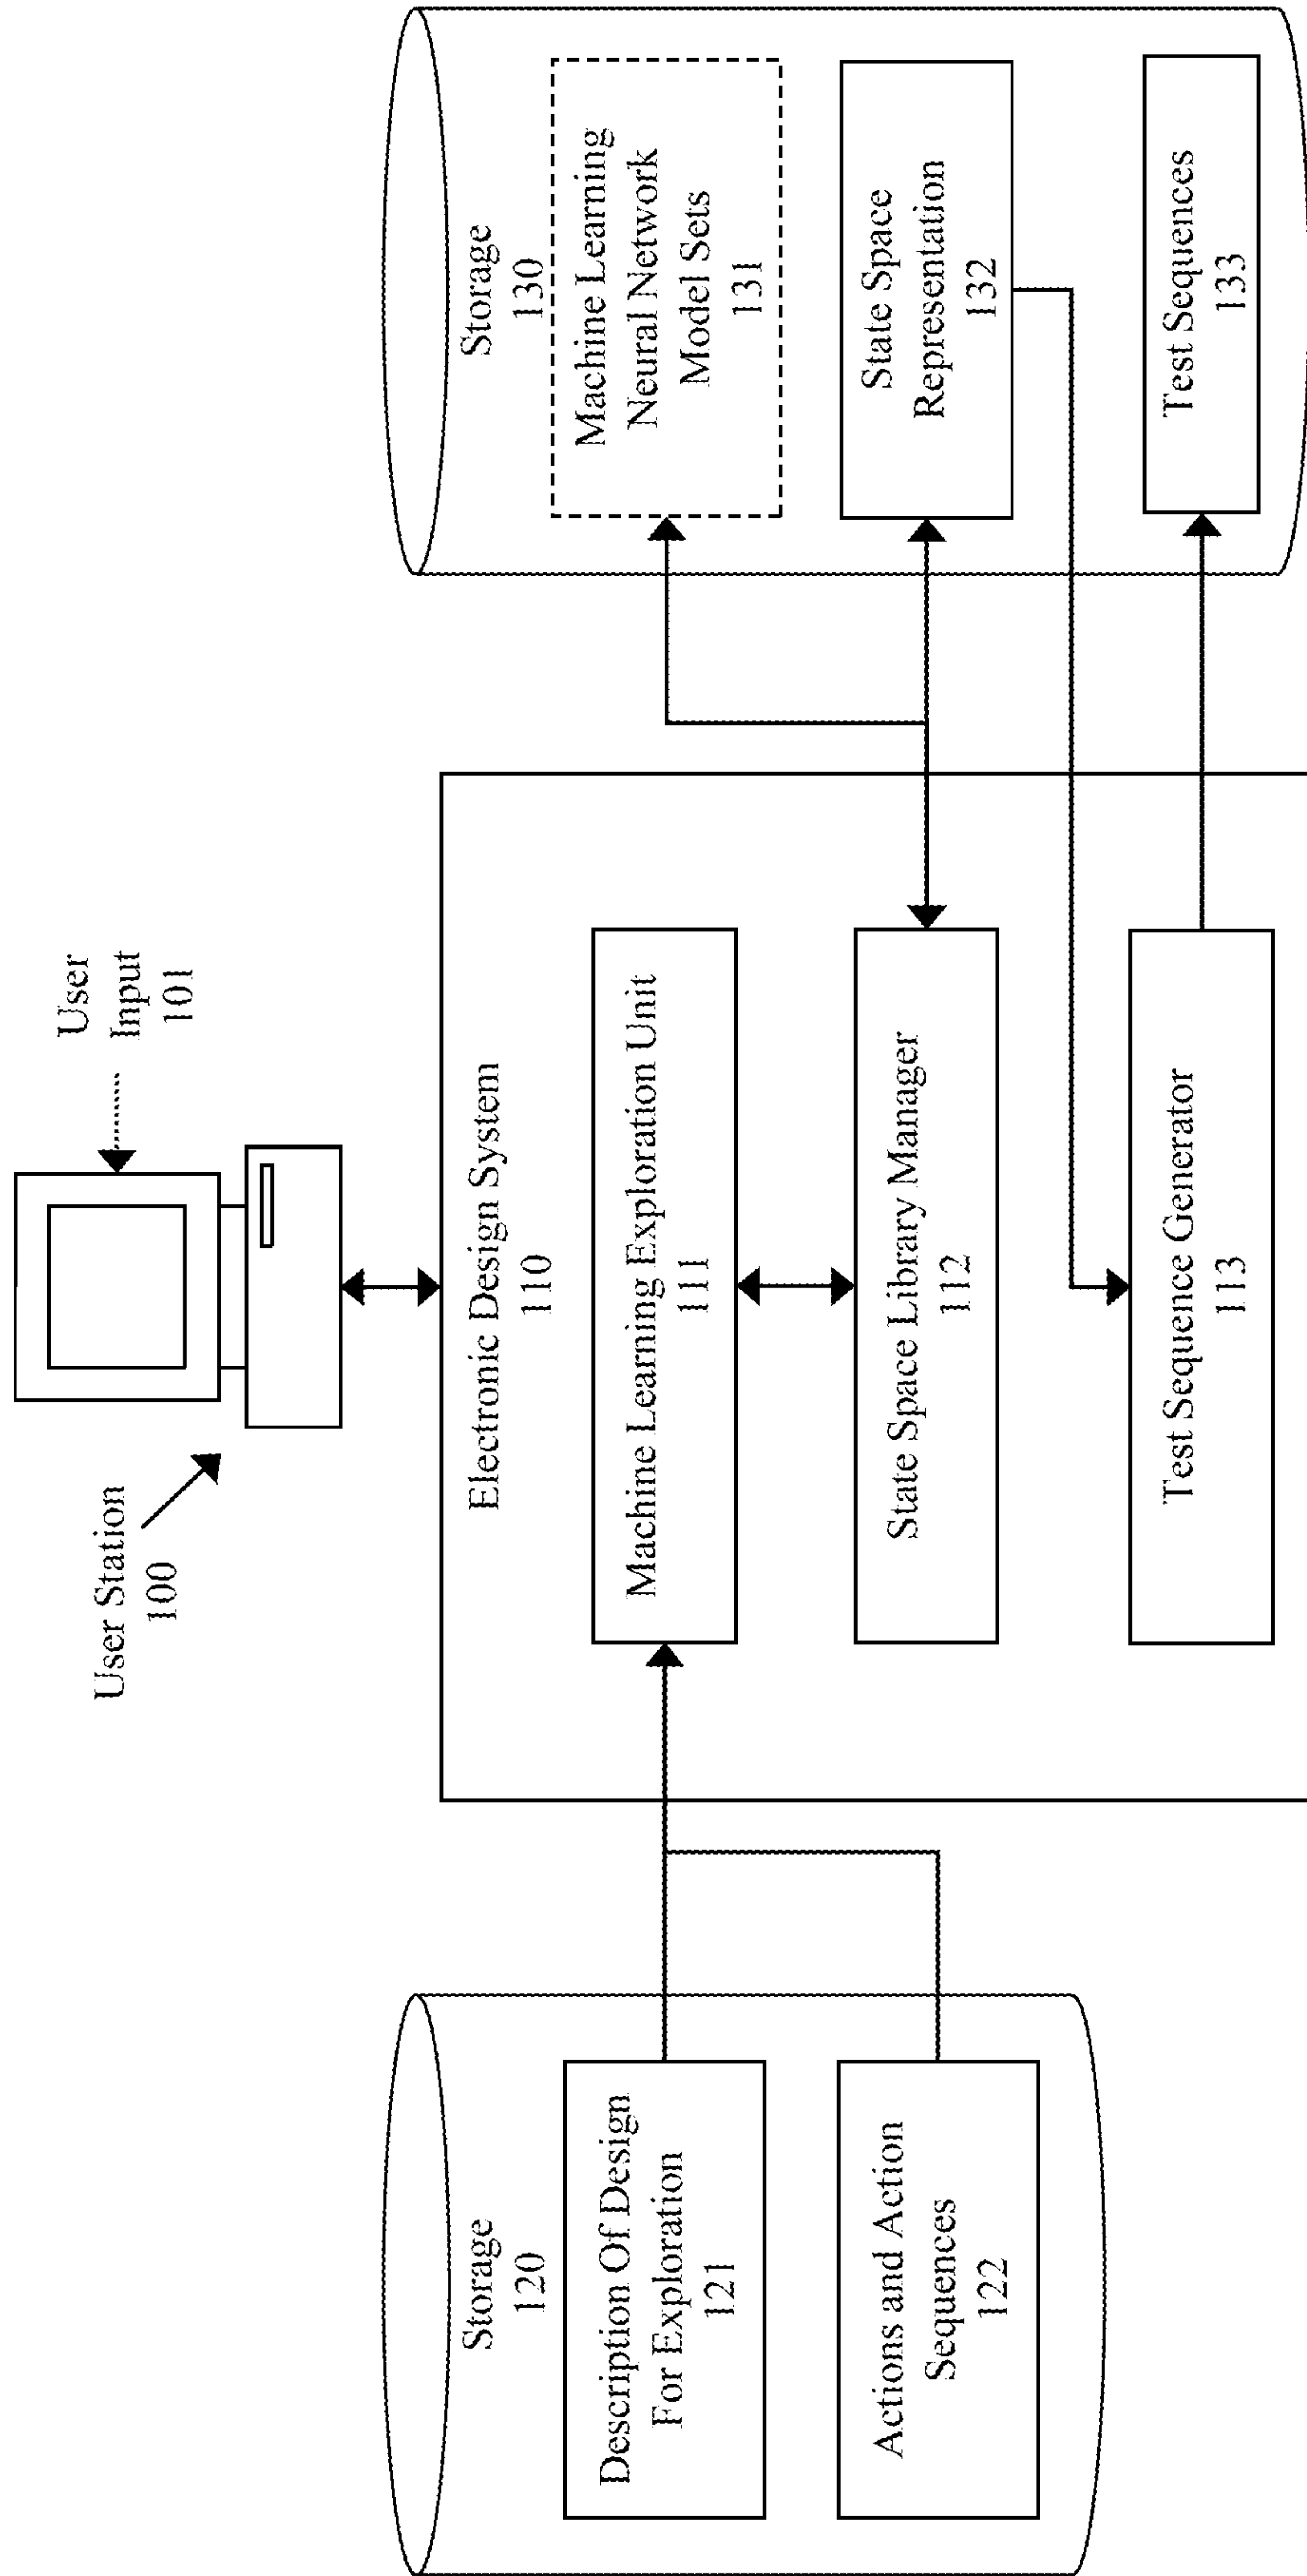 User Station
100
User
Input
101
Storage
120
Description Of Design
For Exploration
121
Actions and Action
Sequences
122
Electronic Design System
110
Machine Learning Exploration Unit
111
State Space Library Manager
112
Test Sequence Generator
113
Storage
130
Machine Learning
Neural Network
Model Sets
131
State Space
Representation
132
Test Sequences
133